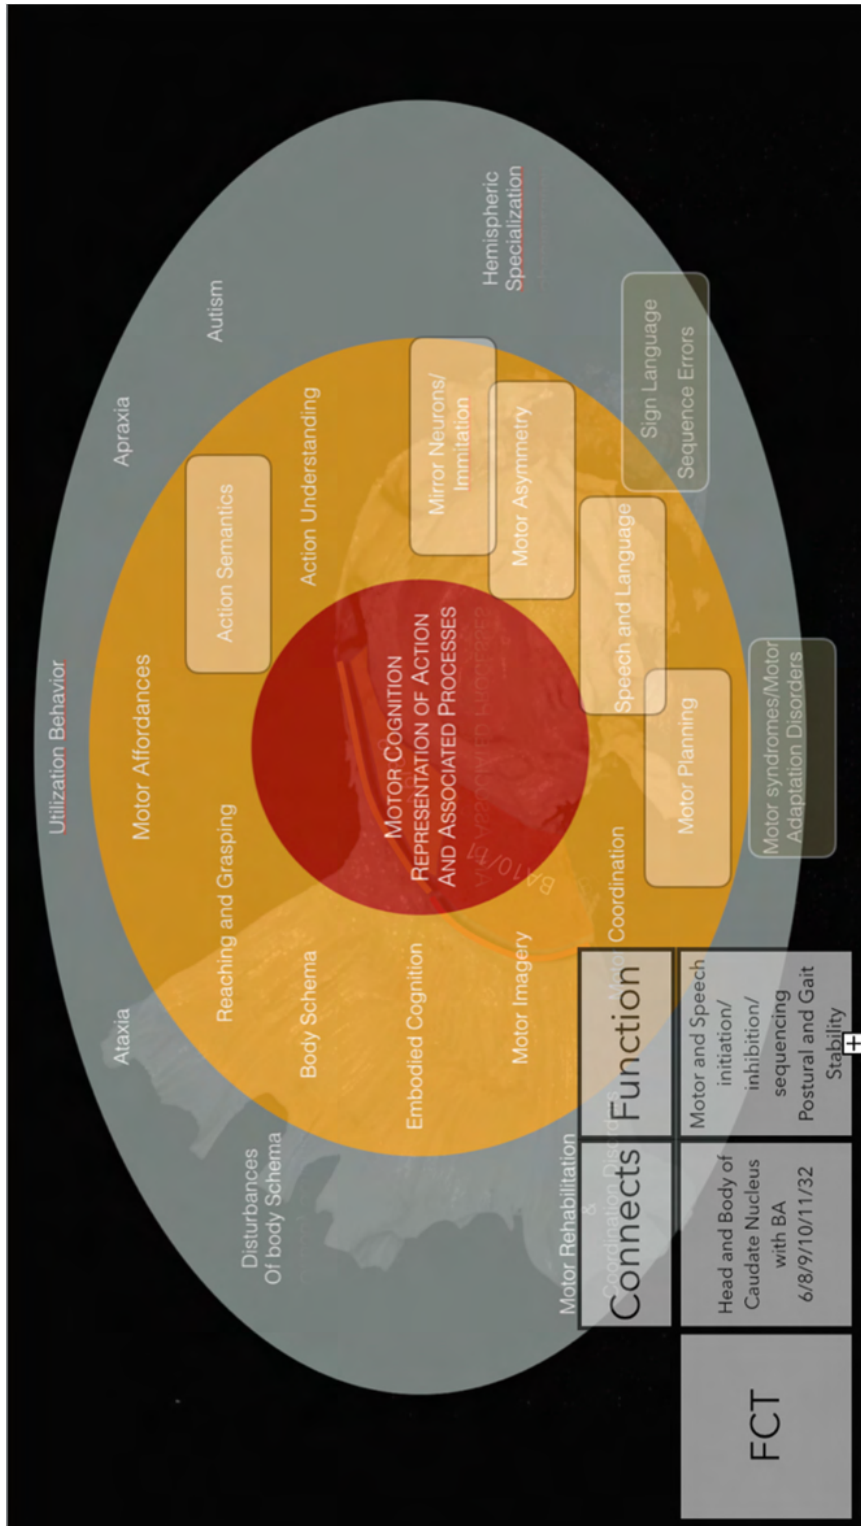 Utilization Behavior
Ataxia
Apraxia
Motor Affordances
Autism
Reaching and Grasping
Action Semantics
Disturbances
Of body Schema
Body Schema
Action Understanding
MOTOR COGNITION
REPRESENTATION OF ACTION
AND ASSOCIATED PROCESSES
Embodied Cognition
Mirror Neurons/
Immitation
Hemispheric
Specialization
Motor Imagery
BA10/11
Motor Asymmetry
Motor Rehabilitation
&
Coordination Disorders
Motor Coordination
Speech and Language
Sign Language
Sequence Errors
Motor Planning
Motor syndromes/Motor
Adaptation Disorders
Connects
Function
FCT
Head and Body of
Caudate Nucleus
with BA
6/8/9/10/11/32
Motor and Speech
initiation/
inhibition/
sequencing
Postural and Gait
Stability